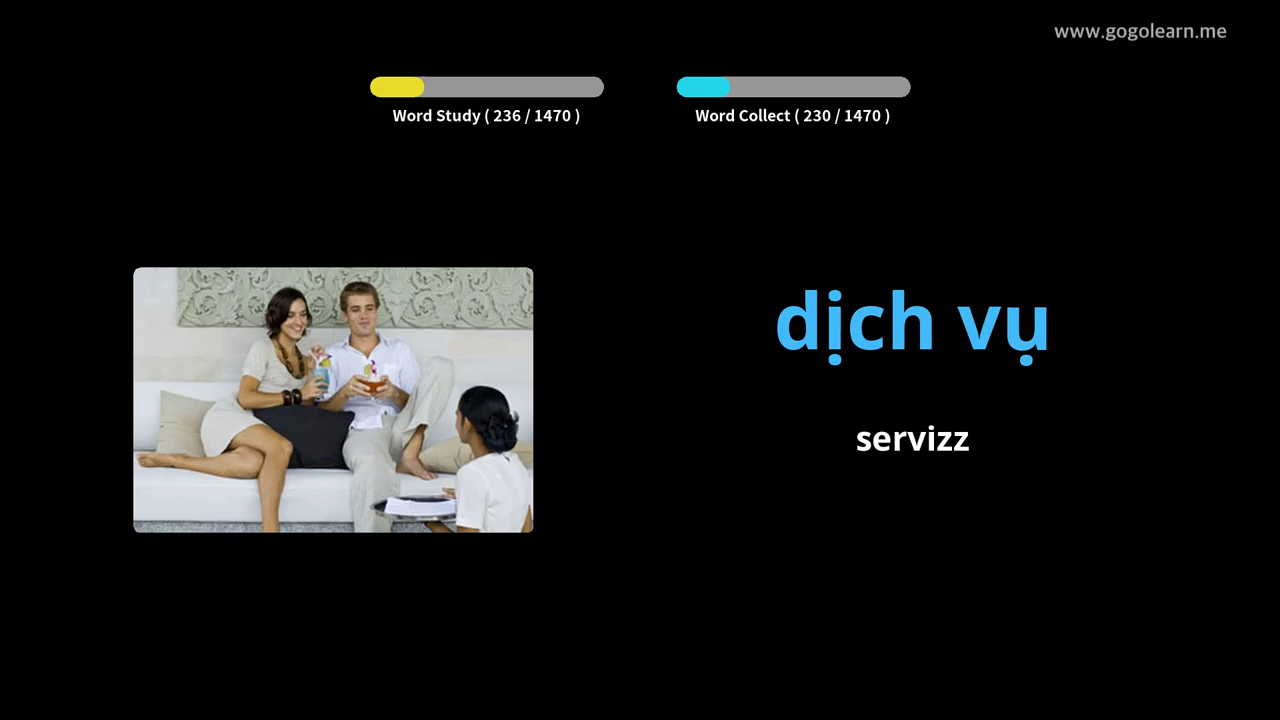 www.gogolearn.me
Word Study ( 236 / 1470 )
Word Collect ( 230 / 1470 )
dịch vụ
servizz